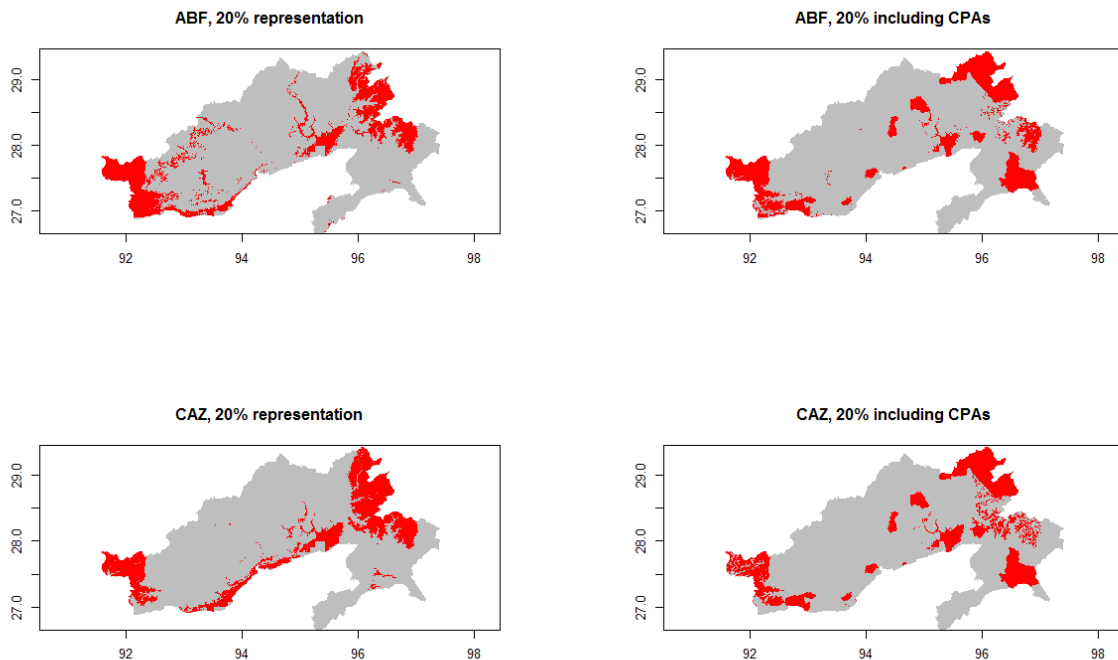 ABF, 20% representation
29.0
28.0
27.0
92 94 96 98
ABF, 20% including CPAs
29.0
28.0
27.0
92 94 96 98
CAZ, 20% representation
29.0
28.0
27.0
92 94 96 98
CAZ, 20% including CPAs
29.0
28.0
27.0
92 94 96 98